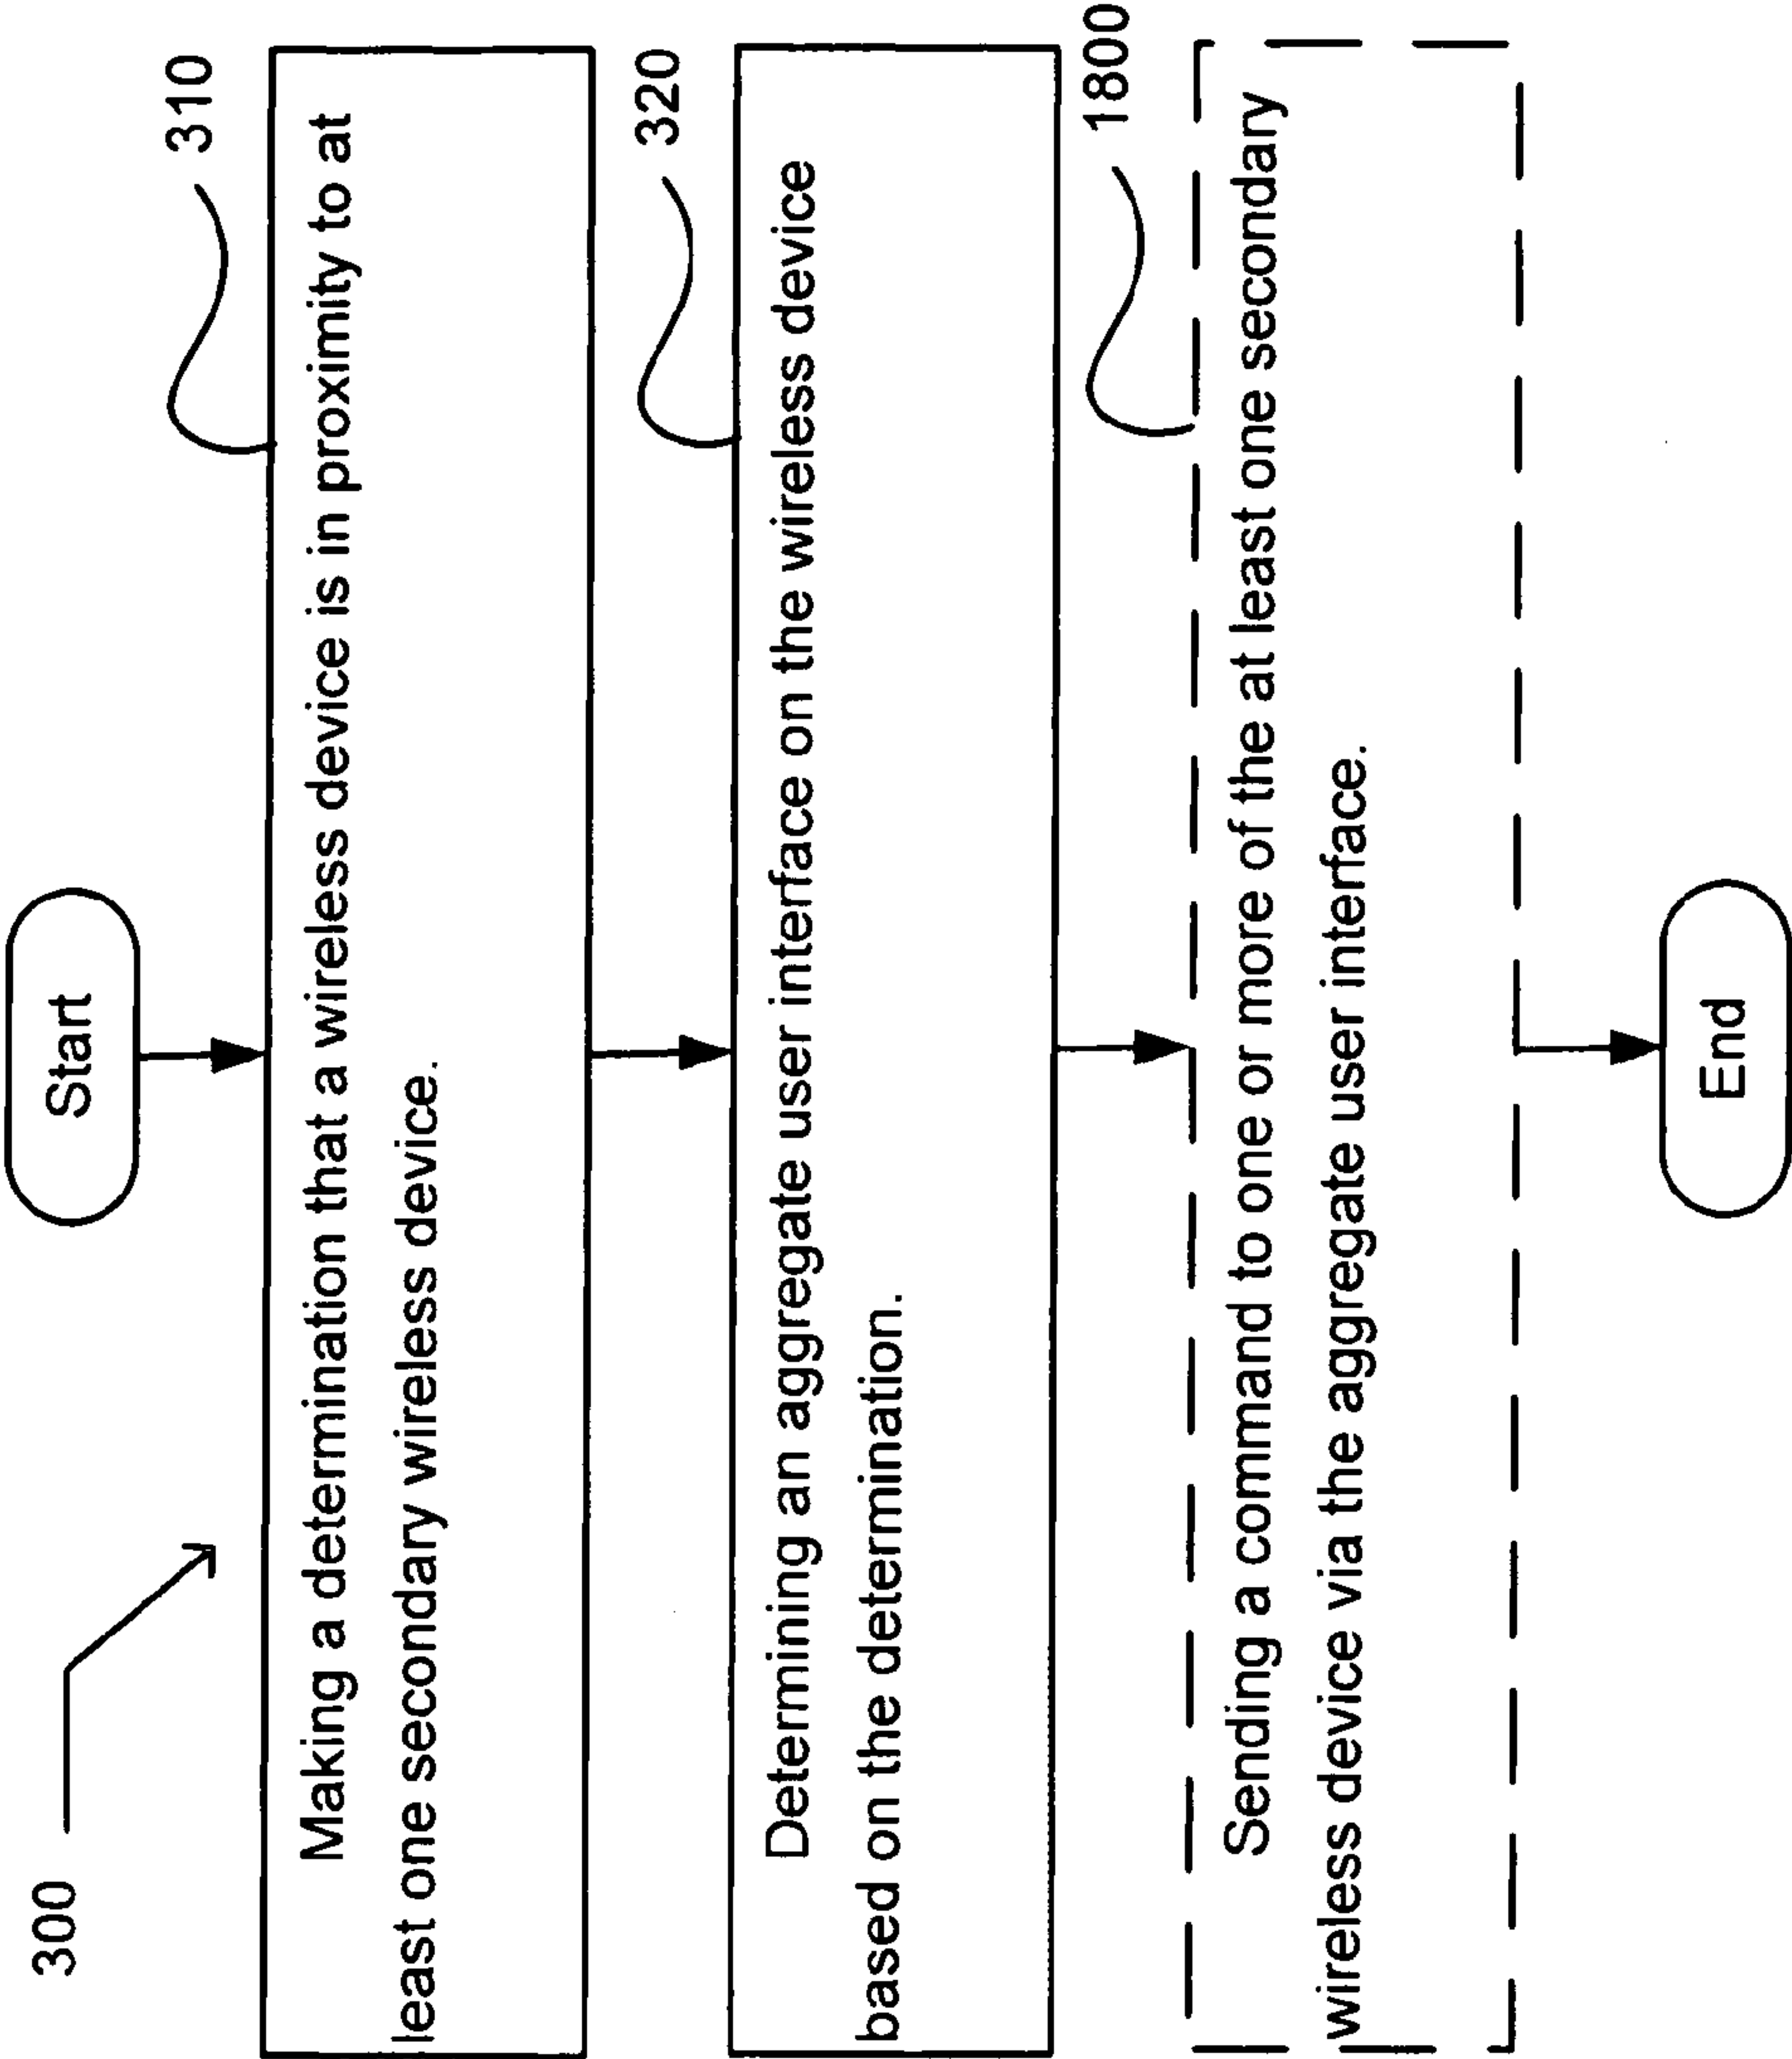 300
Start
310
Making a determination that a wireless device is in proximity to at
least one secondary wireless device.
320
Determining an aggregate user interface on the wireless device
based on the determination.
1800
Sending a command to one or more of the at least one secondary
wireless device via the aggregate user interface.
End